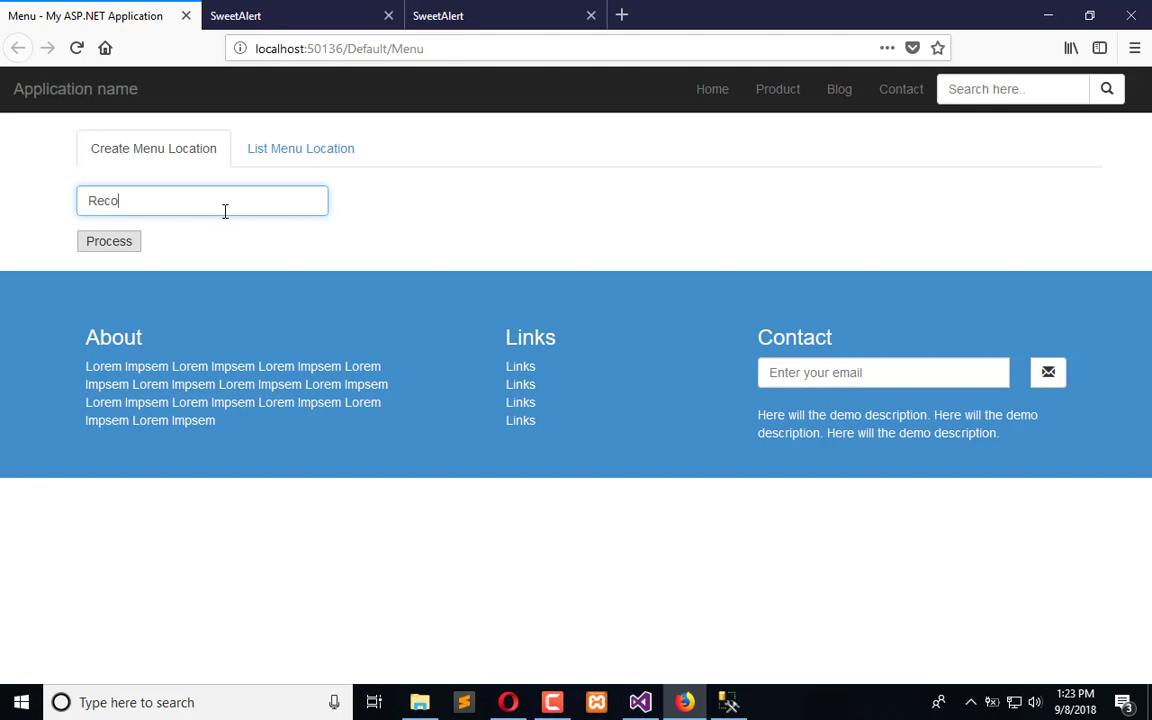 Menu - My ASP.NET Application
SweetAlert
SweetAlert
localhost:50136/Default/Menu
Application name
Home
Product
Blog
Contact
Search here..
Create Menu Location
List Menu Location
Reco
Process
About
Lorem Impsem Lorem Impsem Lorem Impsem Lorem
Impsem Lorem Impsem Lorem Impsem Lorem Impsem
Lorem Impsem Lorem Impsem Lorem Impsem Lorem
Impsem Lorem Impsem
Links
Links
Links
Links
Links
Contact
Enter your email
Here will the demo description. Here will the demo
description. Here will the demo description.
Type here to search
1:23 PM
9/8/2018
3